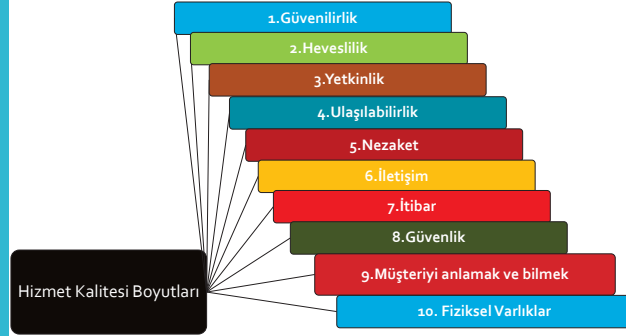 1.Güvenilirlik
2.Heveslilik
3.Yetkinlik
4.Ulaşılabilirlik
5.Nezaket
6.İletişim
7.İtibar
8.Güvenlik
9.Müşteriyi anlamak ve bilmek
10. Fiziksel Varlıklar
Hizmet Kalitesi Boyutları